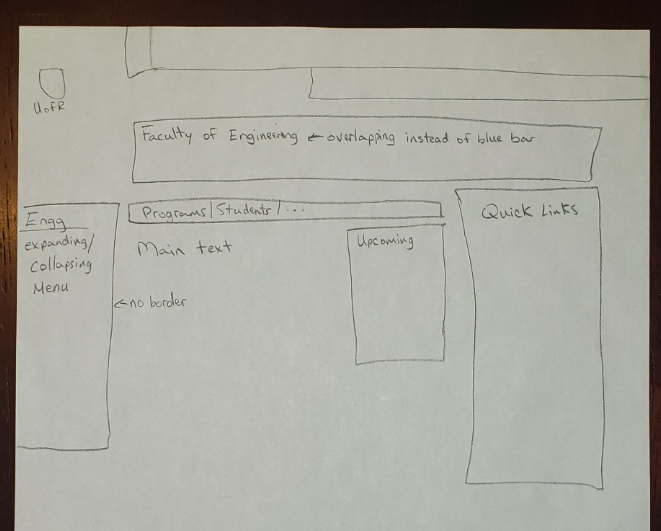 UofR
Faculty of Engineering ← overlapping instead of blue bar
Engg
expanding/
Collapsing
Menu
Programs/Students/...
Main text
←no border
Upcoming
Quick Links